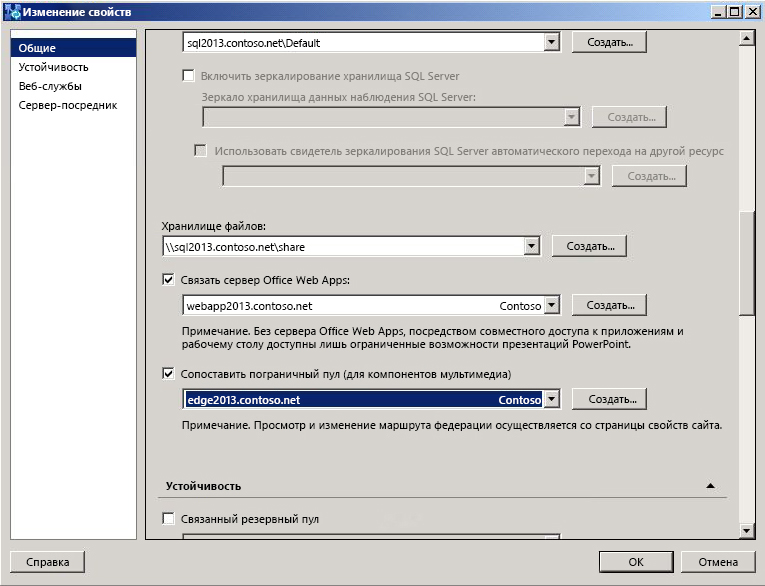 Изменение свойств
Общие
Устойчивость
Веб-службы
Сервер-посредник
sql2013.contoso.net\Default
Создать...
Включить зеркалирование хранилища SQL Server
Зеркало хранилища данных наблюдения SQL Server:
Создать...
Использовать свидетель зеркалирования SQL Server автоматического перехода на другой ресурс
Создать...
Хранилище файлов:
\\sql2013.contoso.net\share
Создать...
Связать сервер Office Web Apps:
webapp2013.contoso.net Contoso
Создать...
Примечание. Без сервера Office Web Apps, посредством совместного доступа к приложениям и
рабочему столу доступны лишь ограниченные возможности презентаций PowerPoint.
Сопоставить пограничный пул (для компонентов мультимедиа)
edge2013.contoso.net Contoso
Создать...
Примечание. Просмотр и изменение маршрута федерации осуществляется со страницы свойств сайта.
Устойчивость
Связанный резервный пул
Справка
ОК
Отмена